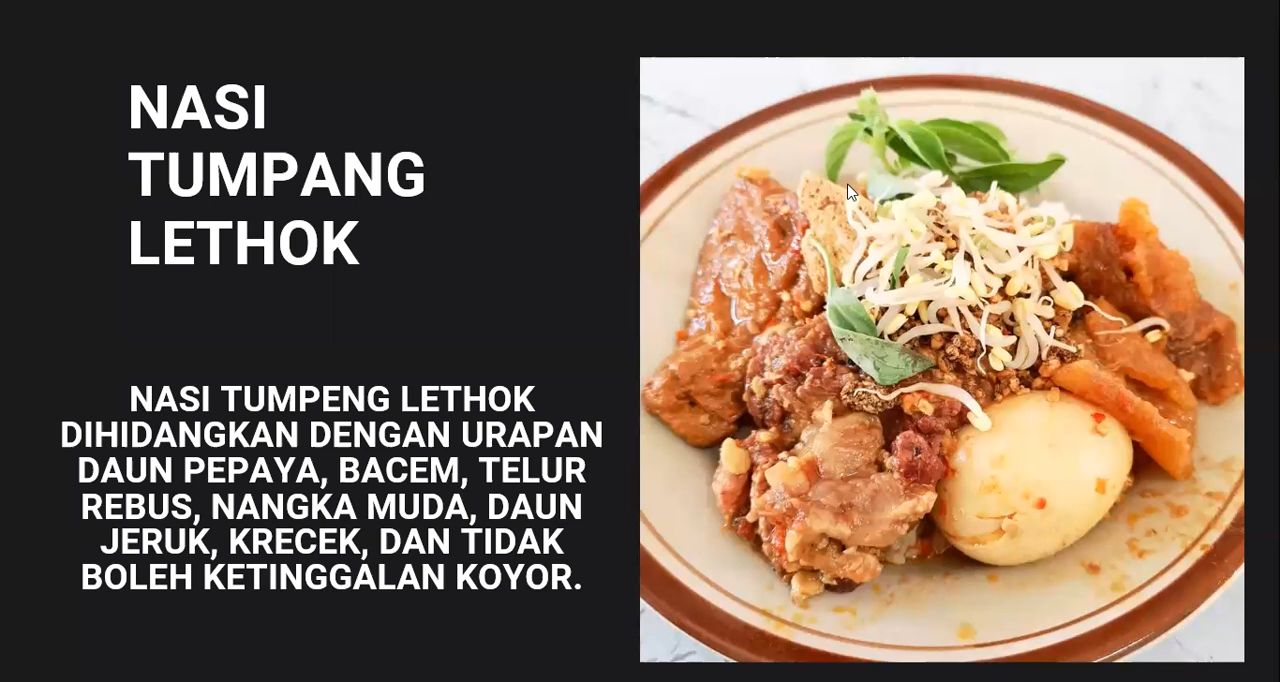 NASI
TUMPANG
LETHOK
NASI TUMPENG LETHOK
DIHIDANGKAN DENGAN URAPAN
DAUN PEPAYA, BACEM, TELUR
REBUS, NANGKA MUDA, DAUN
JERUK, KRECEK, DAN TIDAK
BOLEH KETINGGALAN KOYOR.